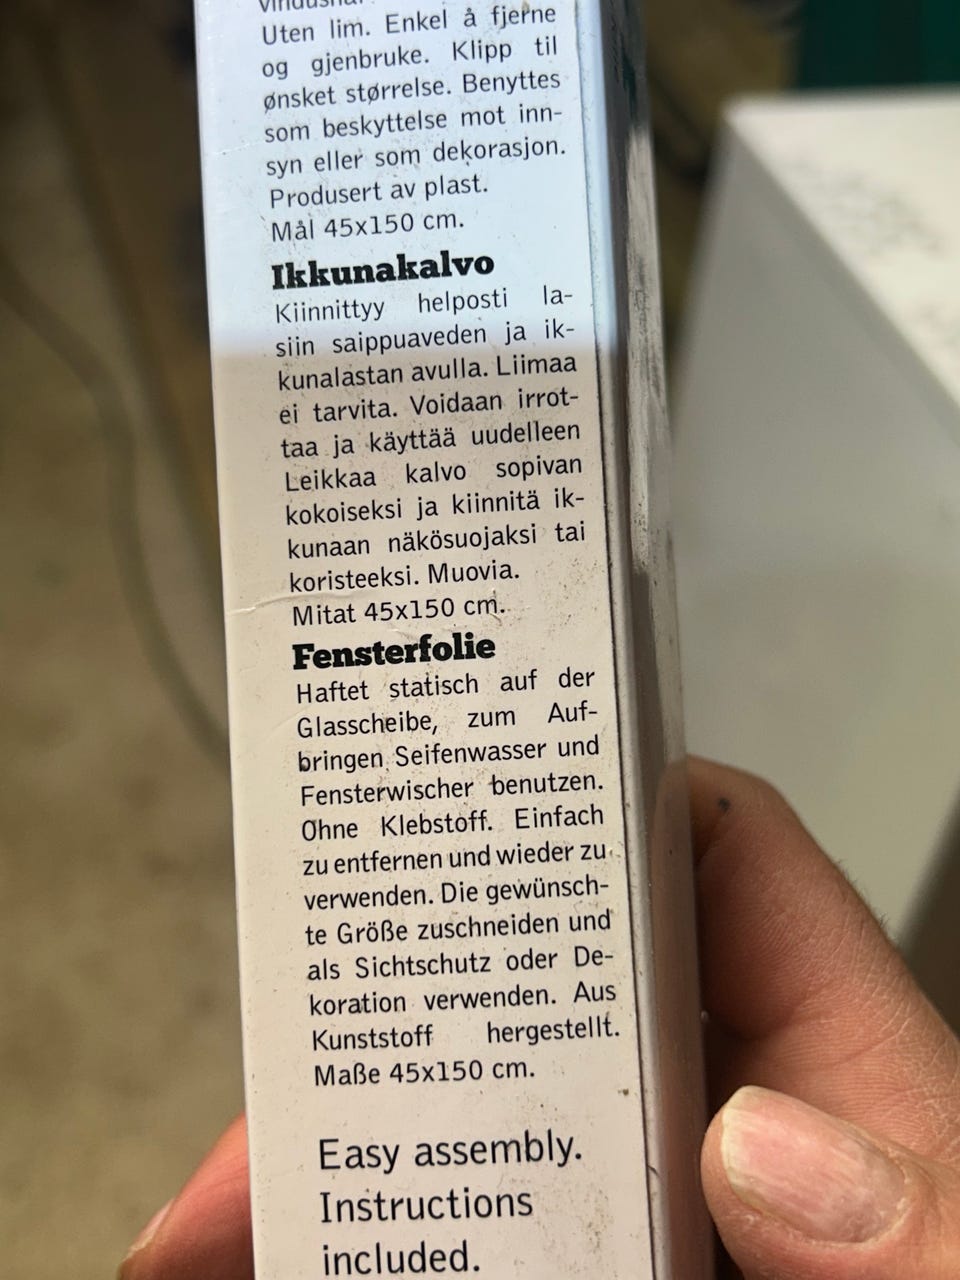 Uten lim. Enkel å fjerne
og gjenbruke. Klipp til
ønsket størrelse. Benyttes
som beskyttelse mot inn-
syn eller som dekorasjon.
Produsert av plast.
Mål 45x150 cm.
Ikkunakalvo
Kiinnittyy helposti la-
siin saippuaveden ja ik-
kunalastan avulla. Liimaa
ei tarvita. Voidaan irrot-
taa ja käyttää uudelleen
Leikkaa kalvo sopivan
kokoiseksi ja kiinnitä ik-
kunaan näkösuojaksi tai
koristeeksi. Muovia.
Mitat 45x150 cm.
Fensterfolie
Haftet statisch auf der
Glasscheibe, zum Auf-
bringen Seifenwasser und
Fensterwischer benutzen.
Ohne Klebstoff. Einfach
zu entfernen und wieder zu
verwenden. Die gewünsch-
te Größe zuschneiden und
als Sichtschutz oder De-
koration verwenden. Aus
Kunststoff hergestellt.
Maße 45x150 cm.
Easy assembly.
Instructions
included.